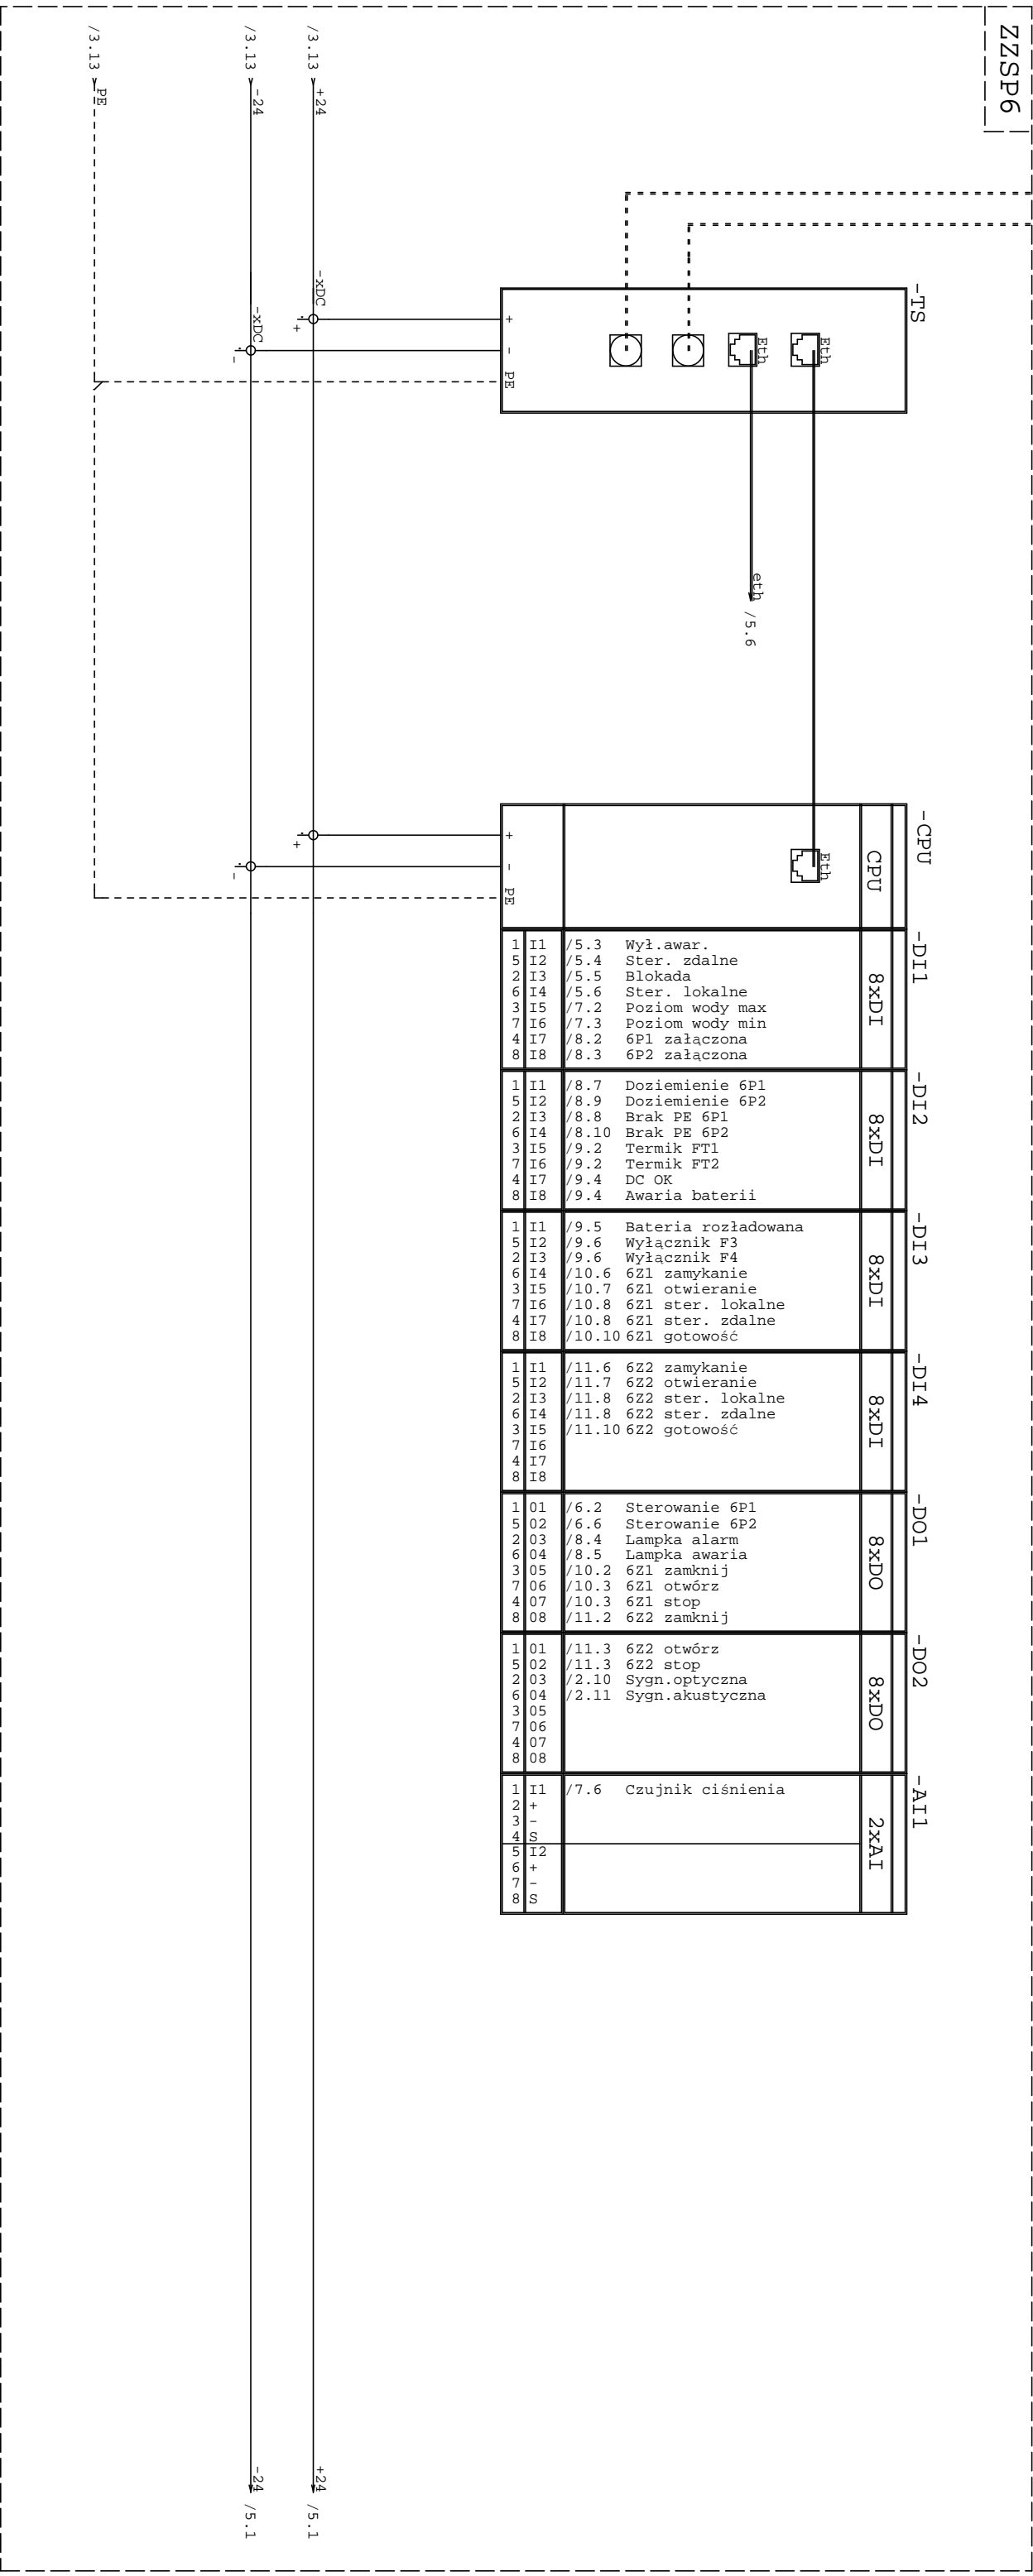 ZZSP6
/3.13 PE
/3.13 -24
/3.13 +24
-xDC
-xDC
+
-
-TS
Eth
Eth
+
-
PE
eth /5.6
-CPU
CPU
Eth
+
-
PE
+
-
-DI1
8xDI
1 I1 /5.3 Wył.awar.
5 I2 /5.4 Ster. zdalne
2 I3 /5.5 Blokada
6 I4 /5.6 Ster. lokalne
3 I5 /7.2 Poziom wody max
7 I6 /7.3 Poziom wody min
4 I7 /8.2 6P1 załączona
8 I8 /8.3 6P2 załączona
-DI2
8xDI
1 I1 /8.7 Doziemienie 6P1
5 I2 /8.9 Doziemienie 6P2
2 I3 /8.8 Brak PE 6P1
6 I4 /8.10 Brak PE 6P2
3 I5 /9.2 Termik FT1
7 I6 /9.2 Termik FT2
4 I7 /9.4 DC OK
8 I8 /9.4 Awaria baterii
-DI3
8xDI
1 I1 /9.5 Bateria rozładowana
5 I2 /9.6 Wyłącznik F3
2 I3 /9.6 Wyłącznik F4
6 I4 /10.6 6Z1 zamykanie
3 I5 /10.7 6Z1 otwieranie
7 I6 /10.8 6Z1 ster. lokalne
4 I7 /10.8 6Z1 ster. zdalne
8 I8 /10.10 6Z1 gotowość
-DI4
8xDI
1 I1 /11.6 6Z2 zamykanie
5 I2 /11.7 6Z2 otwieranie
2 I3 /11.8 6Z2 ster. lokalne
6 I4 /11.8 6Z2 ster. zdalne
3 I5 /11.10 6Z2 gotowość
7 I6
4 I7
8 I8
-DO1
8xDO
1 01 /6.2 Sterowanie 6P1
5 02 /6.6 Sterowanie 6P2
2 03 /8.4 Lampka alarm
6 04 /8.5 Lampka awaria
3 05 /10.2 6Z1 zamknij
7 06 /10.3 6Z1 otwórz
4 07 /10.3 6Z1 stop
8 08 /11.2 6Z2 zamknij
-DO2
8xDO
1 01 /11.3 6Z2 otwórz
5 02 /11.3 6Z2 stop
2 03 /2.10 Sygn.optyczna
6 04 /2.11 Sygn.akustyczna
3 05
7 06
4 07
8 08
-AI1
2xAI
1 I1 /7.6 Czujnik ciśnienia
2 +
3 -
4 S
5 I2
6 +
7 -
8 S
-24 /5.1
+24 /5.1